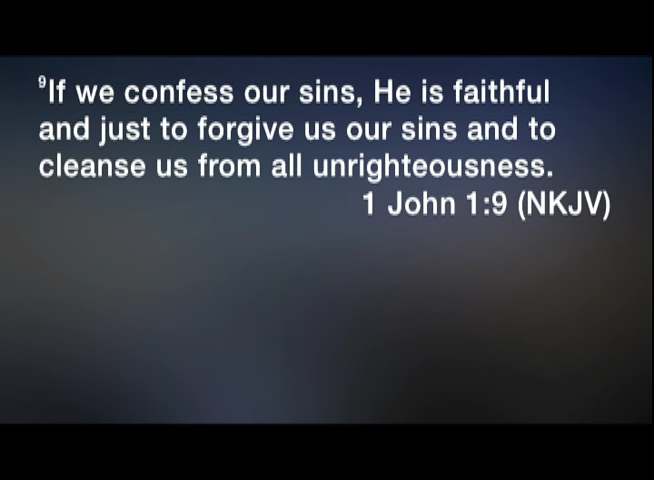 ⁹If we confess our sins, He is faithful
and just to forgive us our sins and to
cleanse us from all unrighteousness.
1 John 1:9 (NKJV)